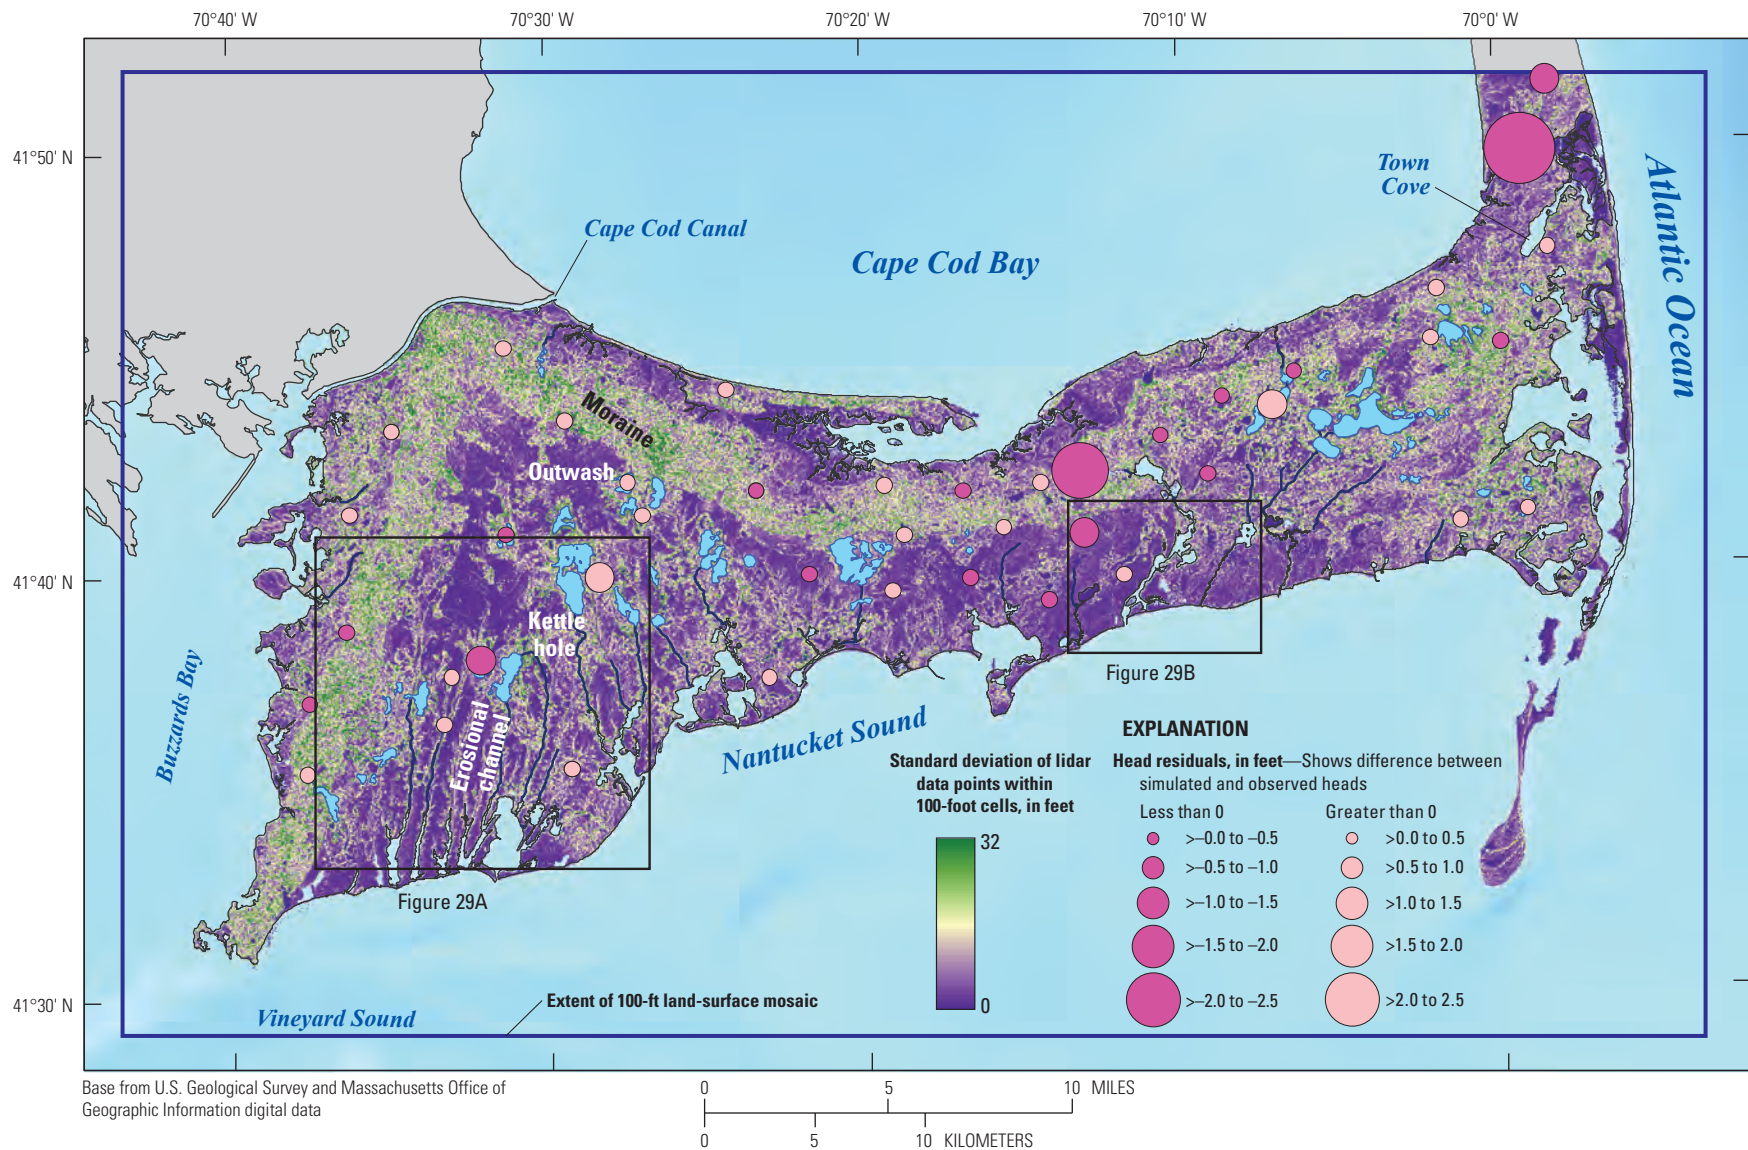 70°40' W
70°30' W
70°20' W
70°10' W
70°0' W
41°50' N
41°40' N
41°30' N
Town
Cove
Atlantic Ocean
Cape Cod Canal
Cape Cod Bay
Moraine
Outwash
Kettle
hole
Erosional
channel
Buzzards Bay
Figure 29A
Figure 29B
Nantucket Sound
Vineyard Sound
Extent of 100-ft land-surface mosaic
EXPLANATION
Standard deviation of lidar
data points within
100-foot cells, in feet
32
0
Head residuals, in feet—Shows difference between
simulated and observed heads
Less than 0
>–0.0 to –0.5
>–0.5 to –1.0
>–1.0 to –1.5
>–1.5 to –2.0
>–2.0 to –2.5
Greater than 0
>0.0 to 0.5
>0.5 to 1.0
>1.0 to 1.5
>1.5 to 2.0
>2.0 to 2.5
Base from U.S. Geological Survey and Massachusetts Office of
Geographic Information digital data
0 5 10 MILES
0 5 10 KILOMETERS